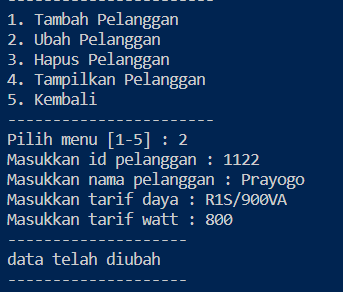 -----------------------
1. Tambah Pelanggan
2. Ubah Pelanggan
3. Hapus Pelanggan
4. Tampilkan Pelanggan
5. Kembali
-----------------------
Pilih menu [1-5] : 2
Masukkan id pelanggan : 1122
Masukkan nama pelanggan : Prayogo
Masukkan tarif daya : R1S/900VA
Masukkan tarif watt : 800
--------------------
data telah diubah
--------------------